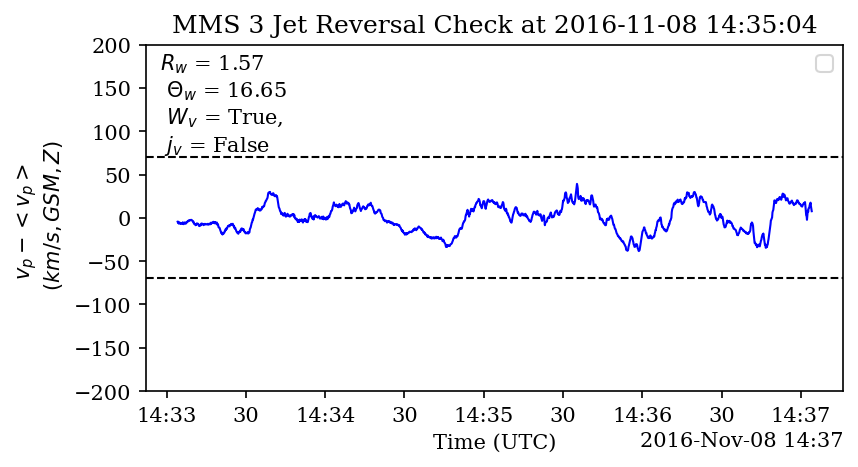 MMS 3 Jet Reversal Check at 2016-11-08 14:35:04
R_w = 1.57
Θ_w = 16.65
W_v = True,
j_v = False
v_p − < v_p >
(km/s, GSM, Z)
200
150
100
50
0
−50
−100
−150
−200
14:33 30 14:34 30 14:35 30 14:36 30 14:37
Time (UTC)
2016-Nov-08 14:37